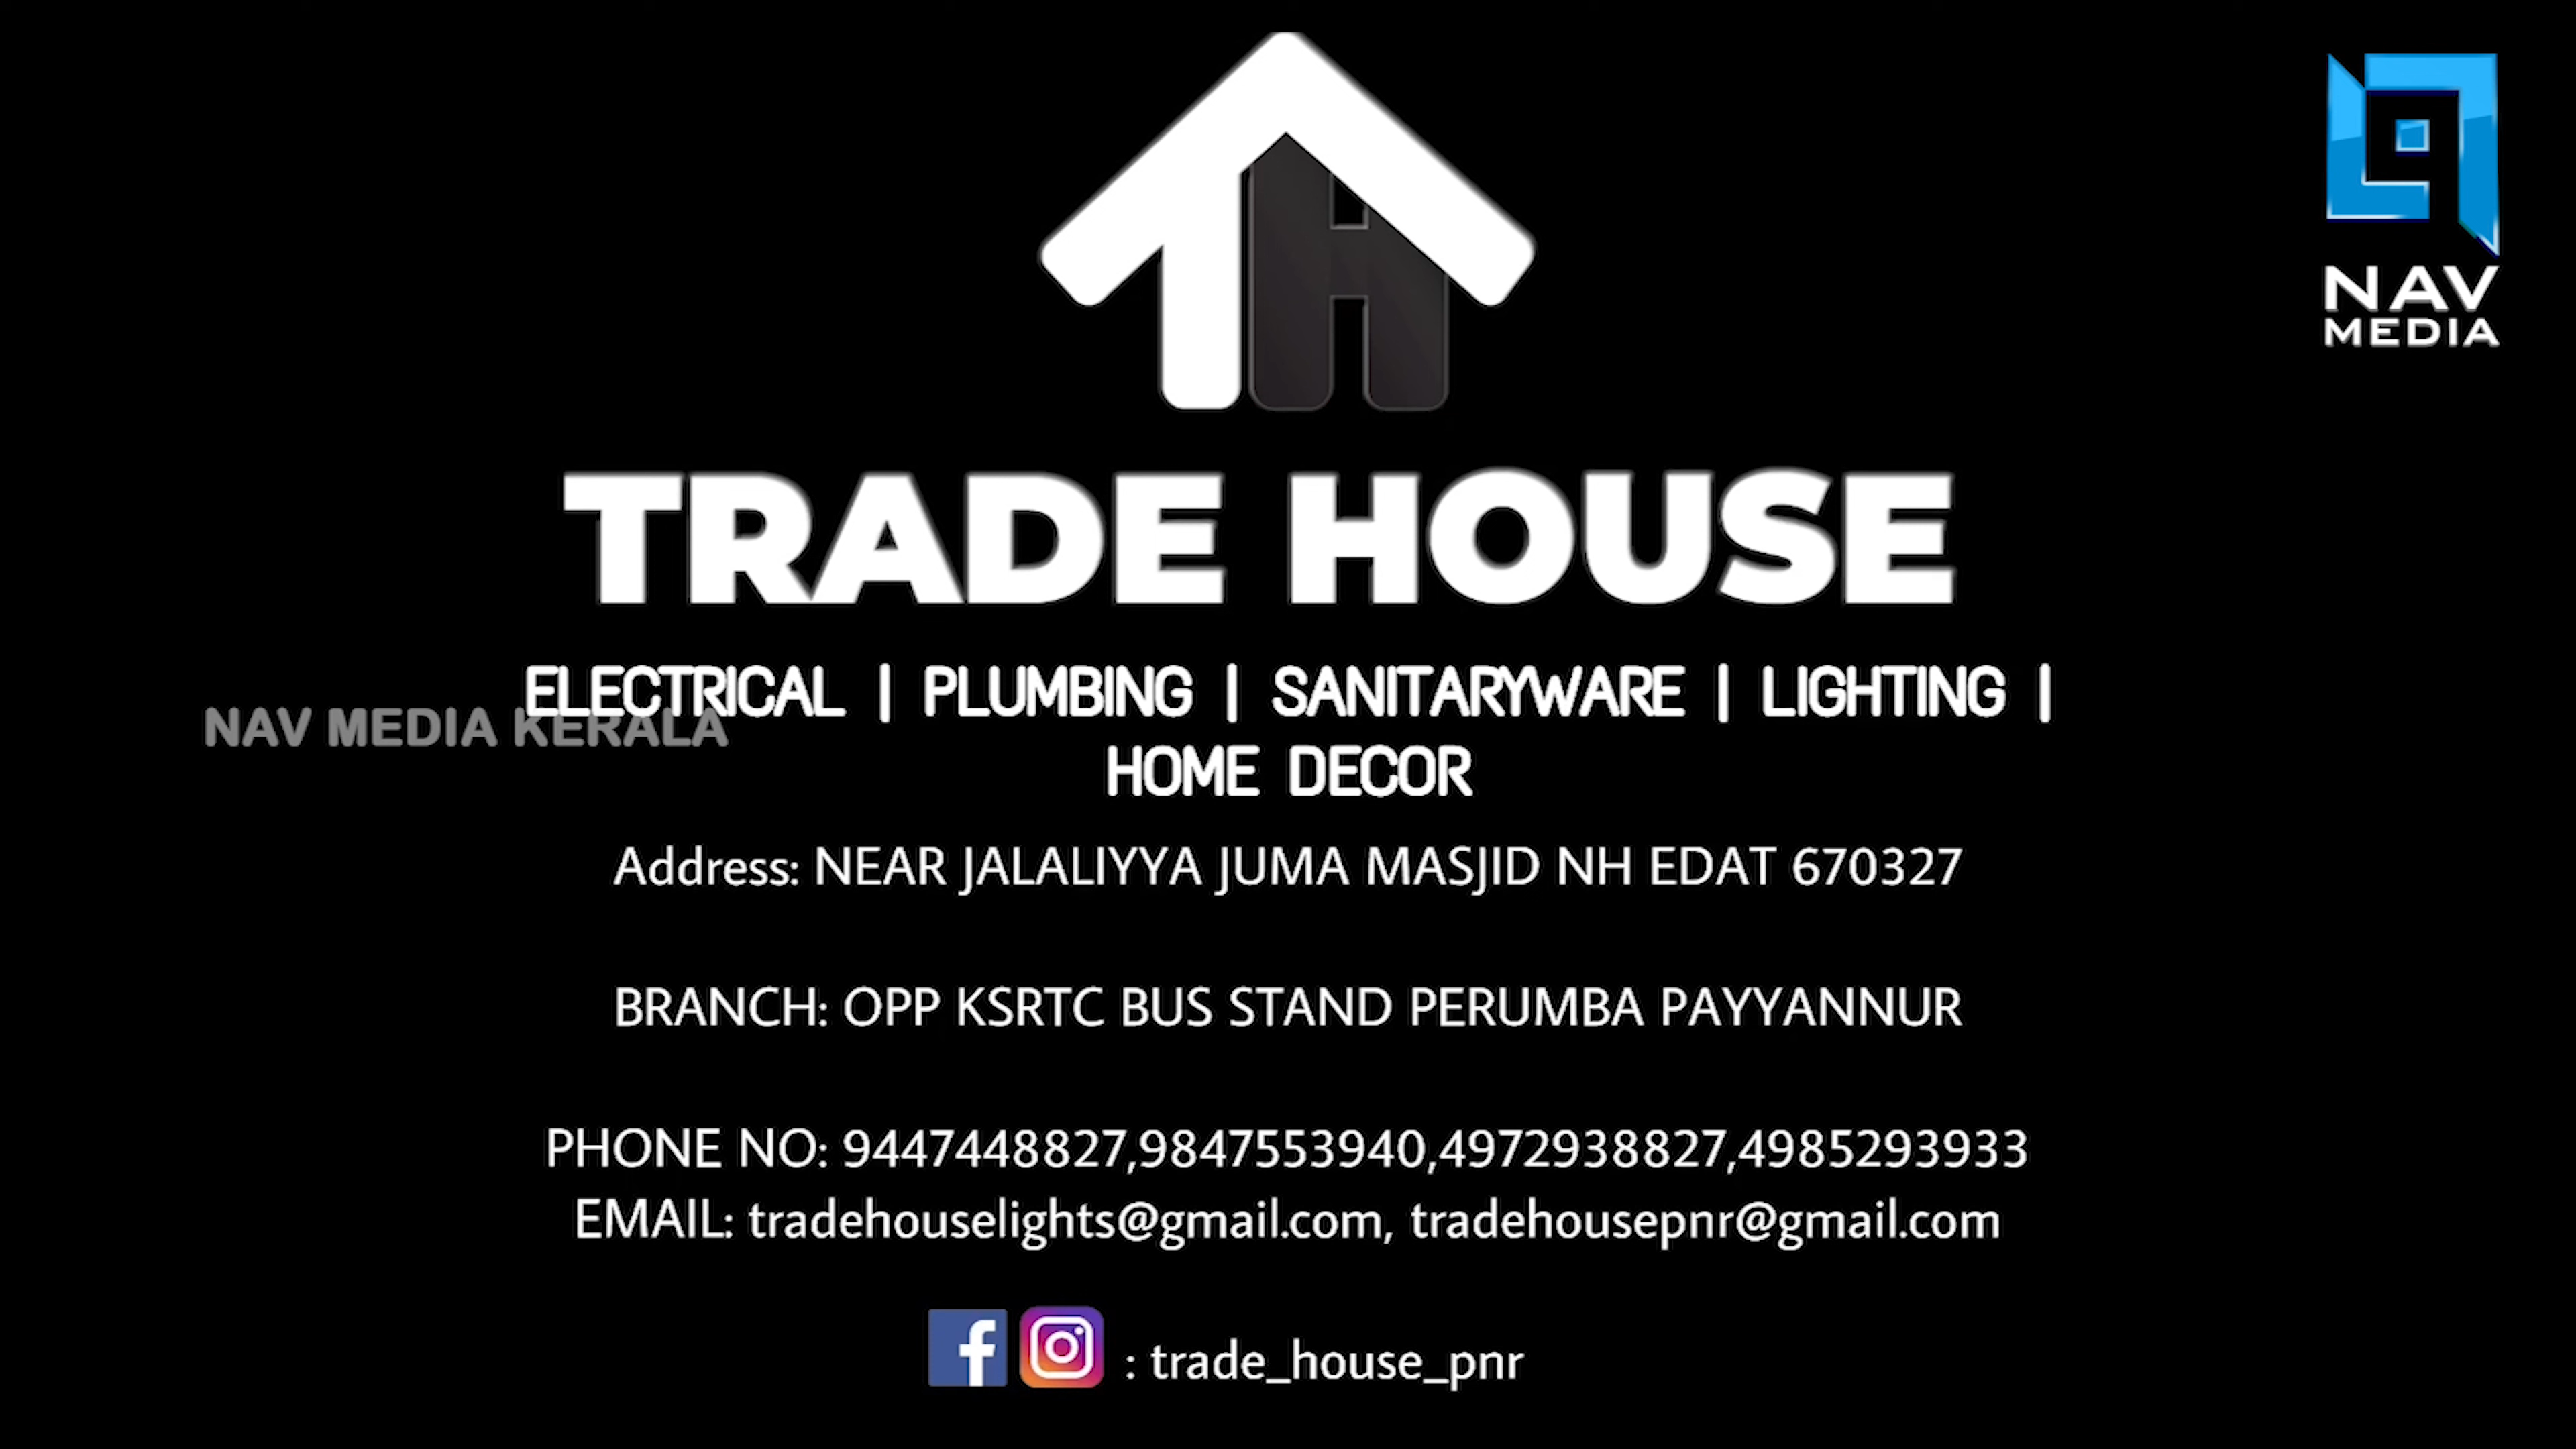 NAV
MEDIA
TRADE HOUSE
ELECTRICAL | PLUMBING | SANITARYWARE | LIGHTING |
NAV MEDIA KERALA
HOME DECOR
Address: NEAR JALALIYYA JUMA MASJID NH EDAT 670327
BRANCH: OPP KSRTC BUS STAND PERUMBA PAYYANNUR
PHONE NO: 9447448827,9847553940,4972938827,4985293933
EMAIL: tradehouselights@gmail.com, tradehousepnr@gmail.com
: trade_house_pnr